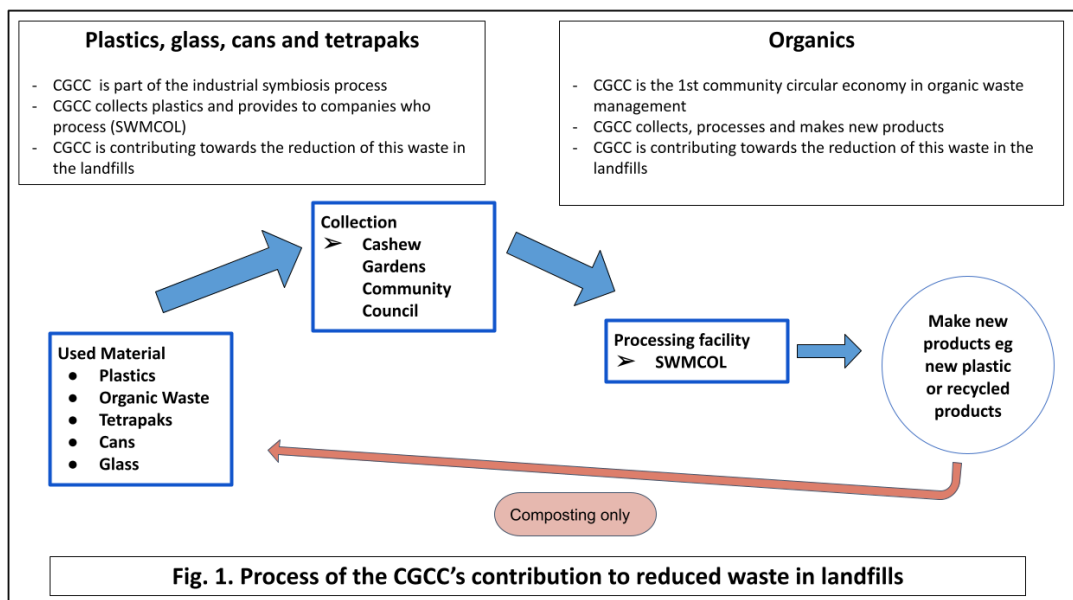 Plastics, glass, cans and tetrapaks
- CGCC is part of the industrial symbiosis process
- CGCC collects plastics and provides to companies who
process (SWMCOL)
- CGCC is contributing towards the reduction of this waste in
the landfills
Organics
- CGCC is the 1st community circular economy in organic waste
management
- CGCC collects, processes and makes new products
- CGCC is contributing towards the reduction of this waste in the
landfills
Collection
➢ Cashew
Gardens
Community
Council
Used Material
● Plastics
● Organic Waste
● Tetrapaks
● Cans
● Glass
Processing facility
➢ SWMCOL
Make new
products eg
new plastic
or recycled
products
Composting only
Fig. 1. Process of the CGCC's contribution to reduced waste in landfills